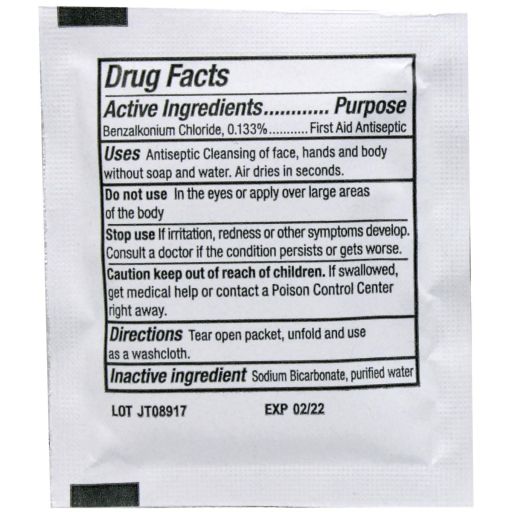 Drug Facts
Active Ingredients............ Purpose
Benzalkonium Chloride, 0.133%...........First Aid Antiseptic
Uses Antiseptic Cleansing of face, hands and body
without soap and water. Air dries in seconds.
Do not use In the eyes or apply over large areas
of the body
Stop use If irritation, redness or other symptoms develop.
Consult a doctor if the condition persists or gets worse.
Caution keep out of reach of children. If swallowed,
get medical help or contact a Poison Control Center
right away.
Directions Tear open packet, unfold and use
as a washcloth.
Inactive ingredient Sodium Bicarbonate, purified water
LOT JT08917 EXP 02/22